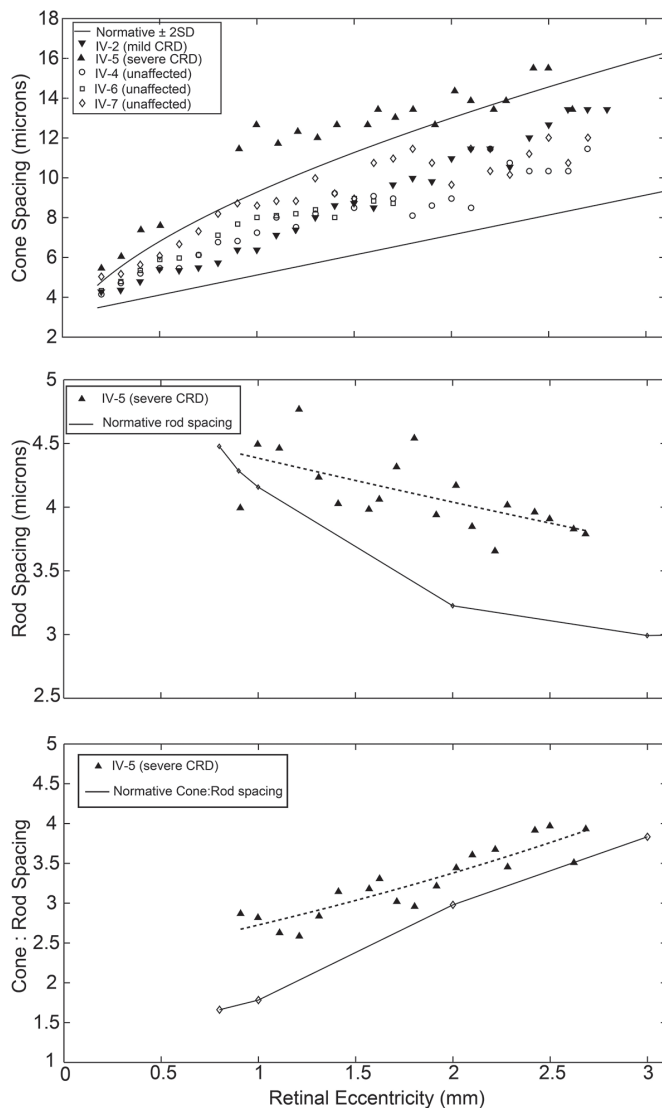 Cone Spacing (microns)
18
16
14
12
10
8
6
4
2
Normative ± 2SD
IV-2 (mild CRD)
IV-5 (severe CRD)
IV-4 (unaffected)
IV-6 (unaffected)
IV-7 (unaffected)
Rod Spacing (microns)
5
4.5
4
3.5
3
2.5
IV-5 (severe CRD)
Normative rod spacing
Cone : Rod Spacing
5
4.5
4
3.5
3
2.5
2
1.5
1
IV-5 (severe CRD)
Normative Cone:Rod spacing
0 0.5 1 1.5 2 2.5 3
Retinal Eccentricity (mm)